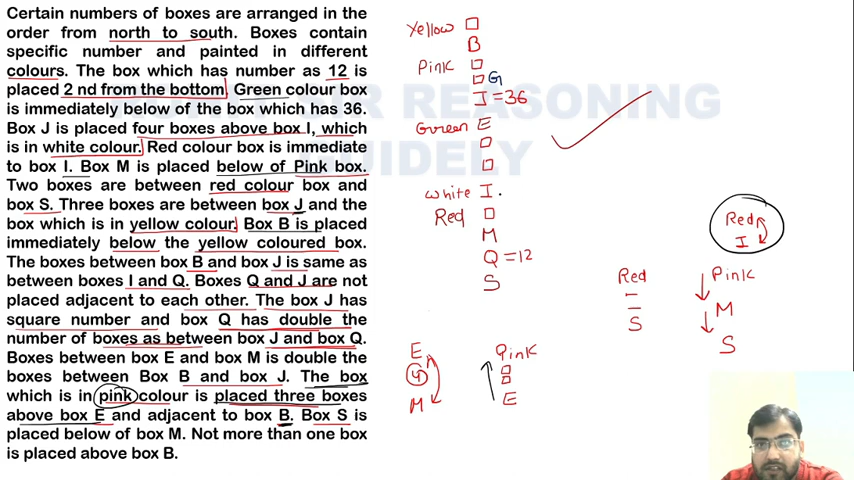 Certain numbers of boxes are arranged in the
order from north to south. Boxes contain
specific number and painted in different
colours. The box which has number as 12 is
placed 2 nd from the bottom. Green colour box
is immediately below of the box which has 36.
Box J is placed four boxes above box I, which
is in white colour. Red colour box is immediate
to box I. Box M is placed below of Pink box.
Two boxes are between red colour box and
box S. Three boxes are between box J and the
box which is in yellow colour. Box B is placed
immediately below the yellow coloured box.
The boxes between box B and box J is same as
between boxes I and Q. Boxes Q and J are not
placed adjacent to each other. The box J has
square number and box Q has double the
number of boxes as between box J and box Q.
Boxes between box E and box M is double the
boxes between Box B and box J. The box
which is in pink colour is placed three boxes
above box E and adjacent to box B. Box S is
placed below of box M. Not more than one box
is placed above box B.
Yellow
B
Pink
G
J = 36
Green E
white I.
Red
M
Q = 12
S
E
4
M
Pink
E
Red
S
Pink
M
S
Red
I
REASONING
GUIDELY